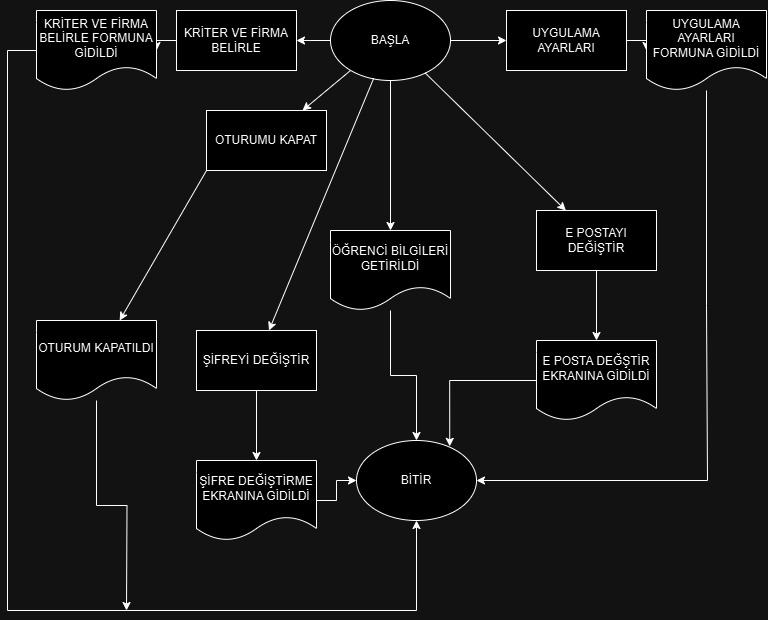 KRİTER VE FİRMA
BELİRLE FORMUNA
GİDİLDİ
KRİTER VE FİRMA
BELİRLE
BAŞLA
UYGULAMA
AYARLARI
UYGULAMA
AYARLARI
FORMUNA GİDİLDİ
OTURUMU KAPAT
ÖĞRENCİ BİLGİLERİ
GETİRİLDİ
E POSTAYI
DEĞİŞTİR
OTURUM KAPATILDI
ŞİFREYİ DEĞİŞTİR
E POSTA DEĞŞTİR
EKRANINA GİDİLDİ
ŞİFRE DEĞİŞTİRME
EKRANINA GİDİLDİ
BİTİR